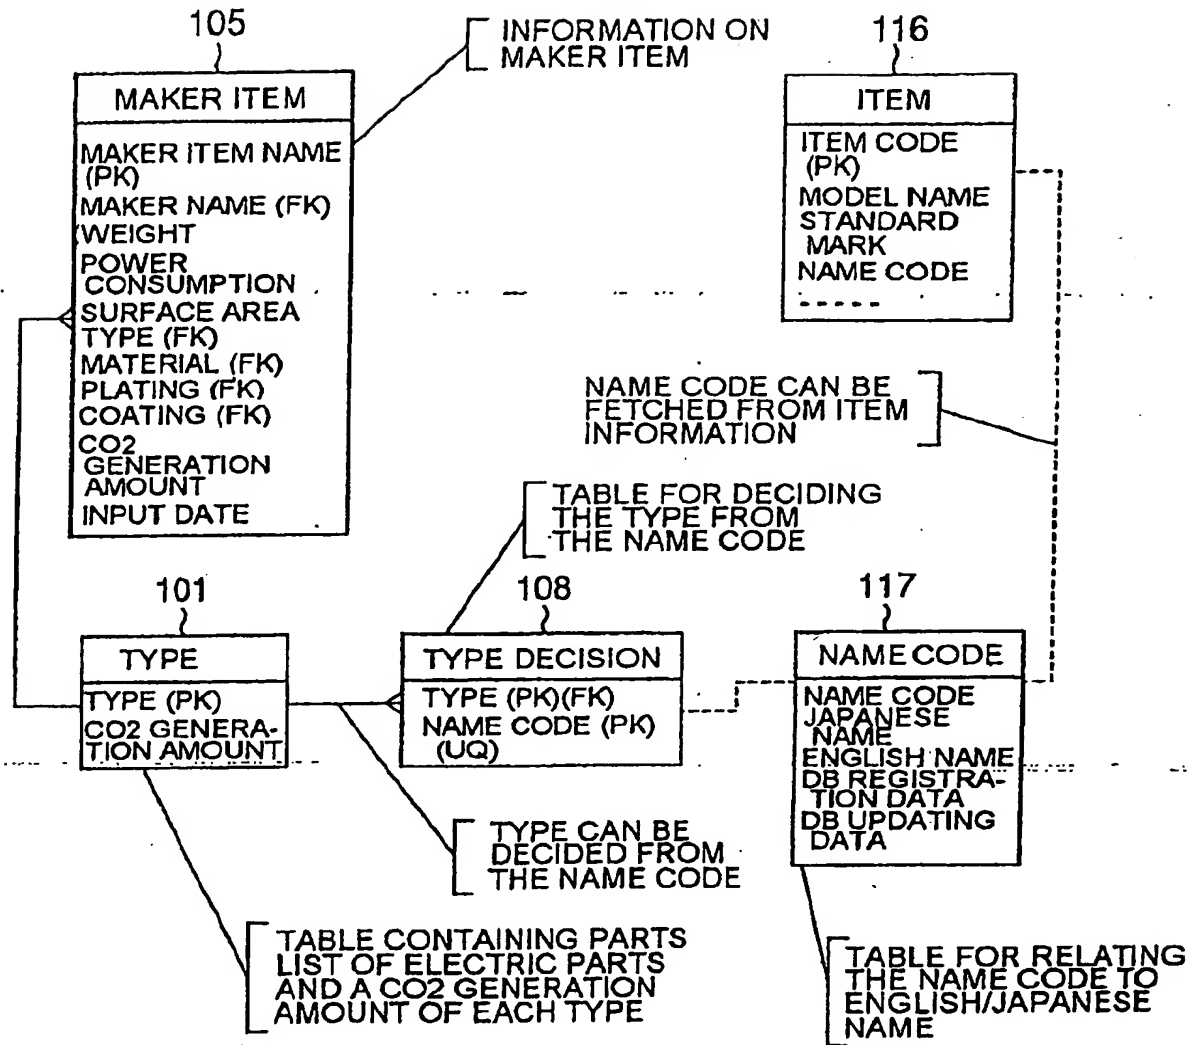 105
MAKER ITEM
MAKER ITEM NAME
(PK)
MAKER NAME (FK)
WEIGHT
POWER
CONSUMPTION
SURFACE AREA
TYPE (FK)
MATERIAL (FK)
PLATING (FK)
COATING (FK)
CO2
GENERATION
AMOUNT
INPUT DATE
INFORMATION ON
MAKER ITEM
116
ITEM
ITEM CODE
(PK)
MODEL NAME
STANDARD
MARK
NAME CODE
- - - - -
NAME CODE CAN BE
FETCHED FROM ITEM
INFORMATION
TABLE FOR DECIDING
THE TYPE FROM
THE NAME CODE
101
TYPE
TYPE (PK)
CO2 GENERA-
TION AMOUNT
108
TYPE DECISION
TYPE (PK)(FK)
NAME CODE (PK)
(UQ)
117
NAME CODE
NAME CODE
JAPANESE
NAME
ENGLISH NAME
DB REGISTRA-
TION DATA
DB UPDATING
DATA
TYPE CAN BE
DECIDED FROM
THE NAME CODE
TABLE CONTAINING PARTS
LIST OF ELECTRIC PARTS
AND A CO2 GENERATION
AMOUNT OF EACH TYPE
TABLE FOR RELATING
THE NAME CODE TO
ENGLISH/JAPANESE
NAME